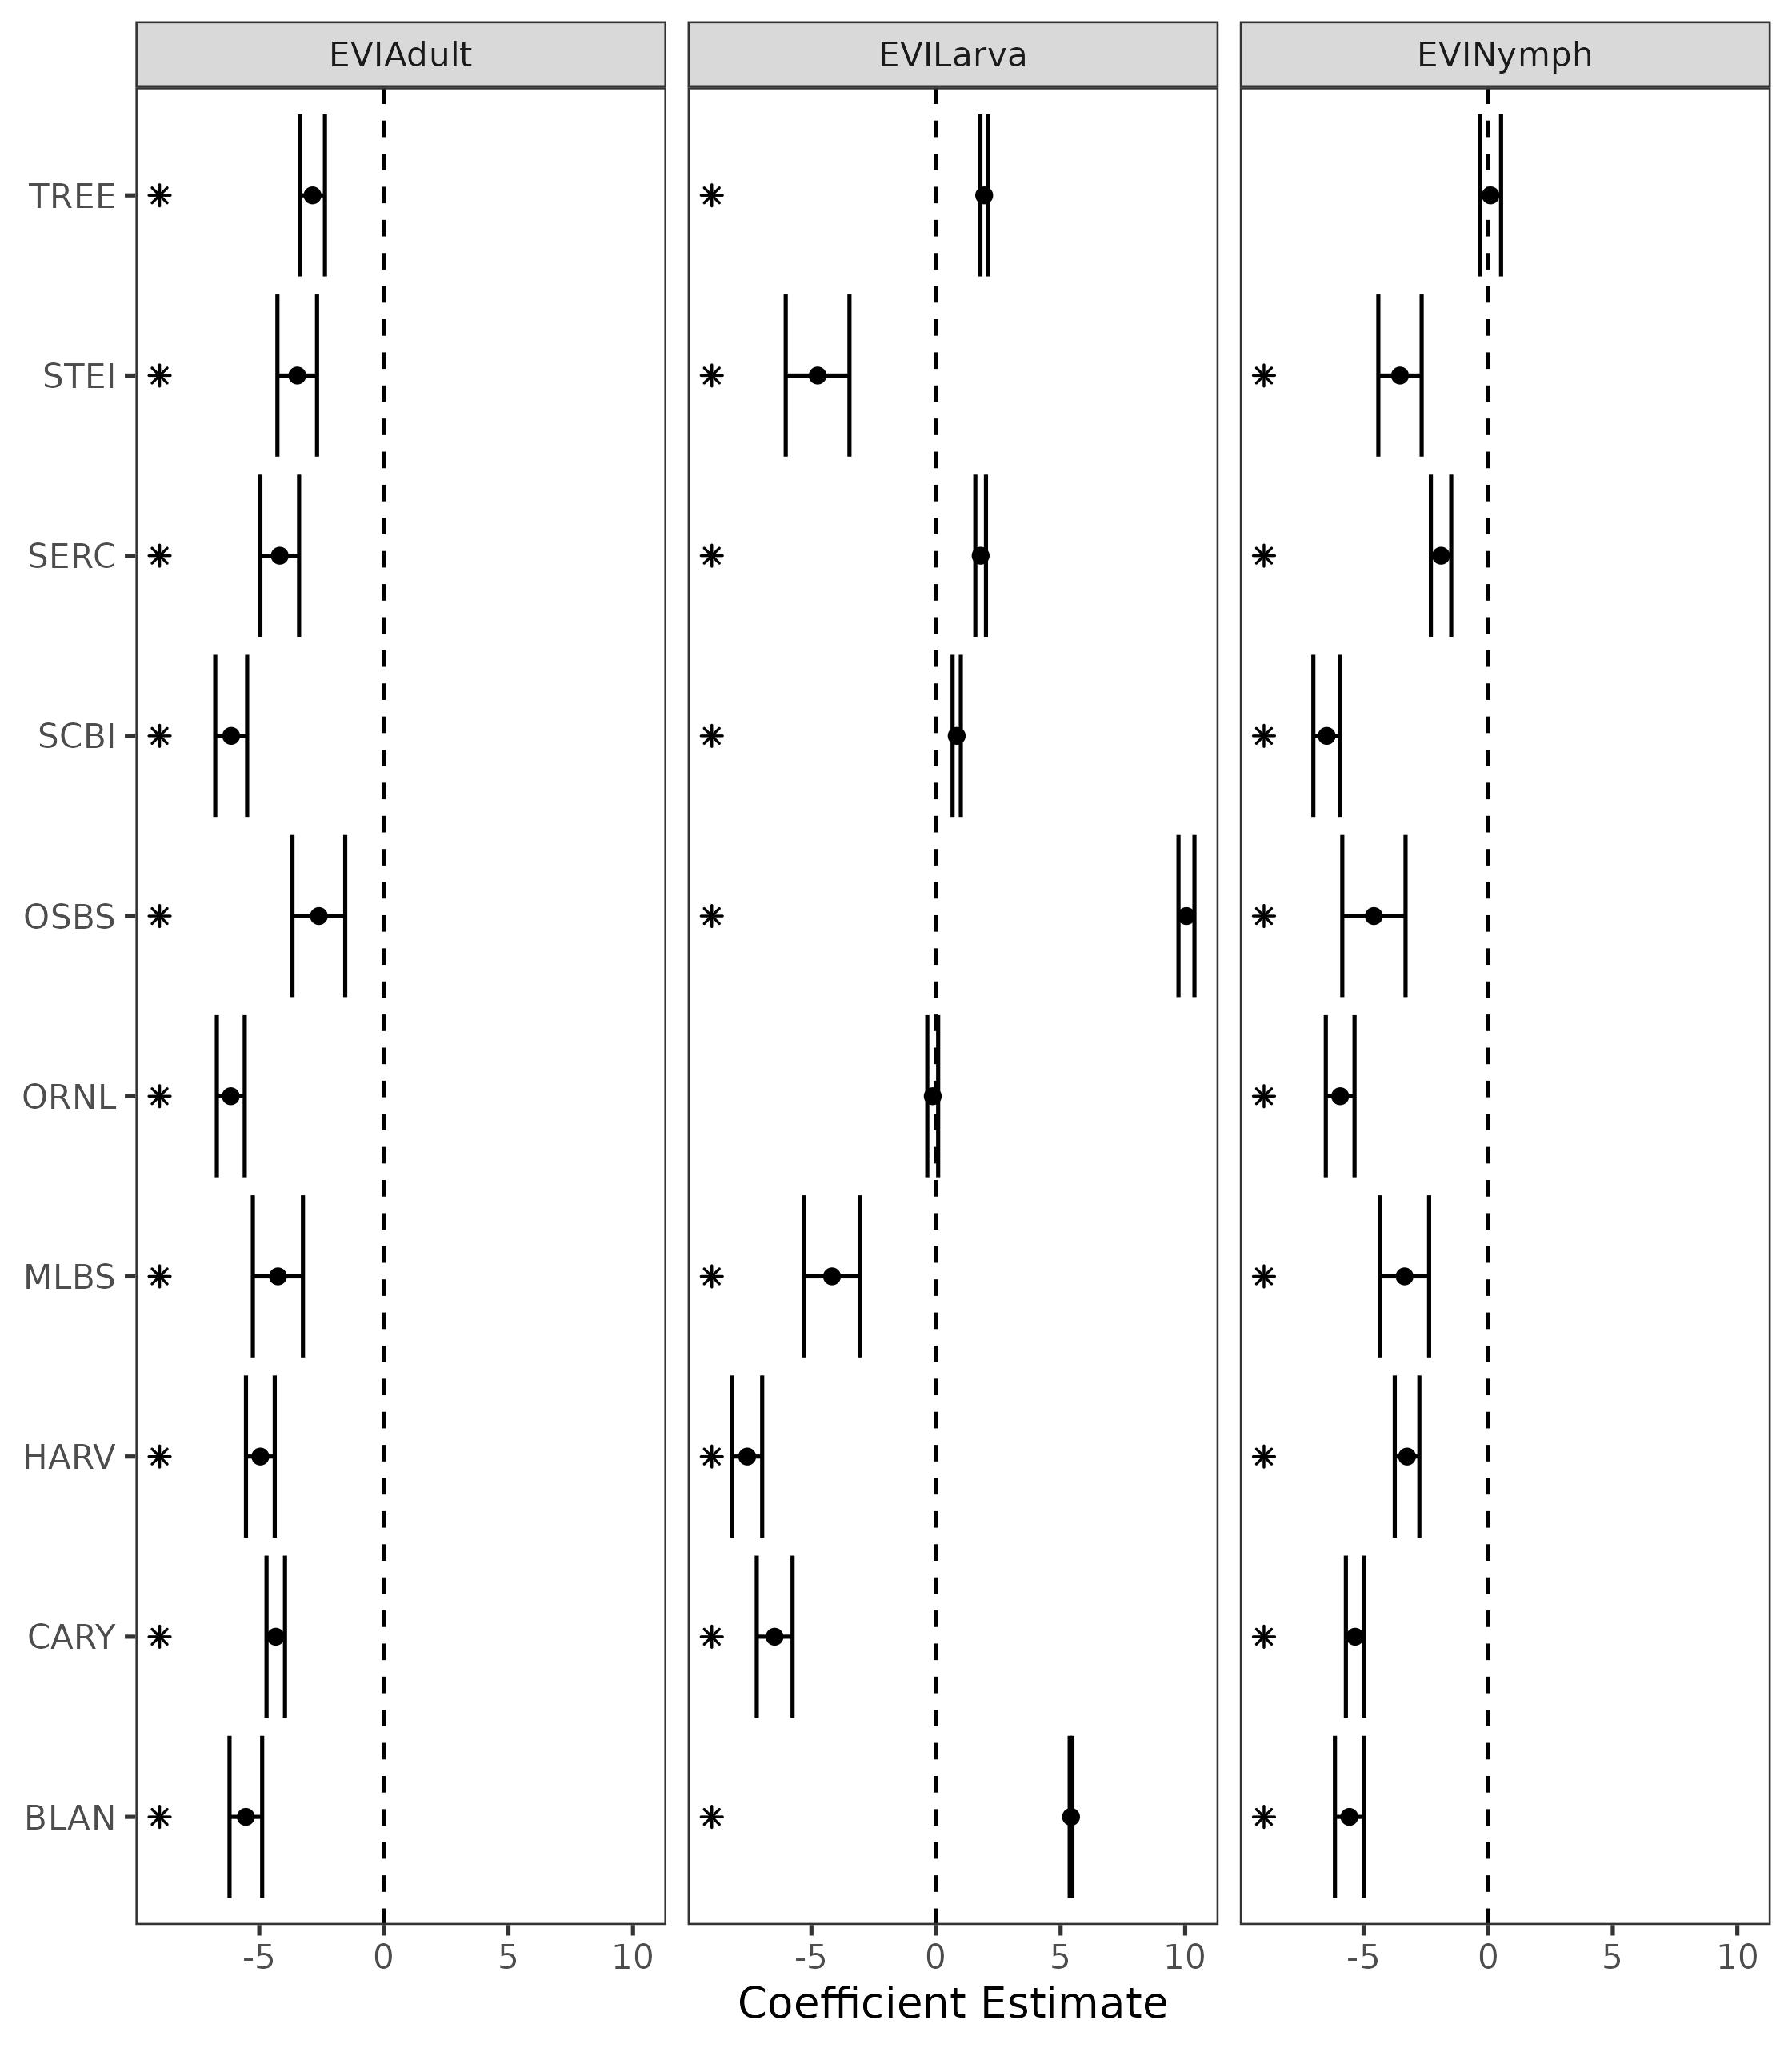 EVIAdult EVILarva EVINymph
TREE
STEI
SERC
SCBI
OSBS
ORNL
MLBS
HARV
CARY
BLAN
-5 0 5 10 -5 0 5 10 -5 0 5 10
Coefficient Estimate